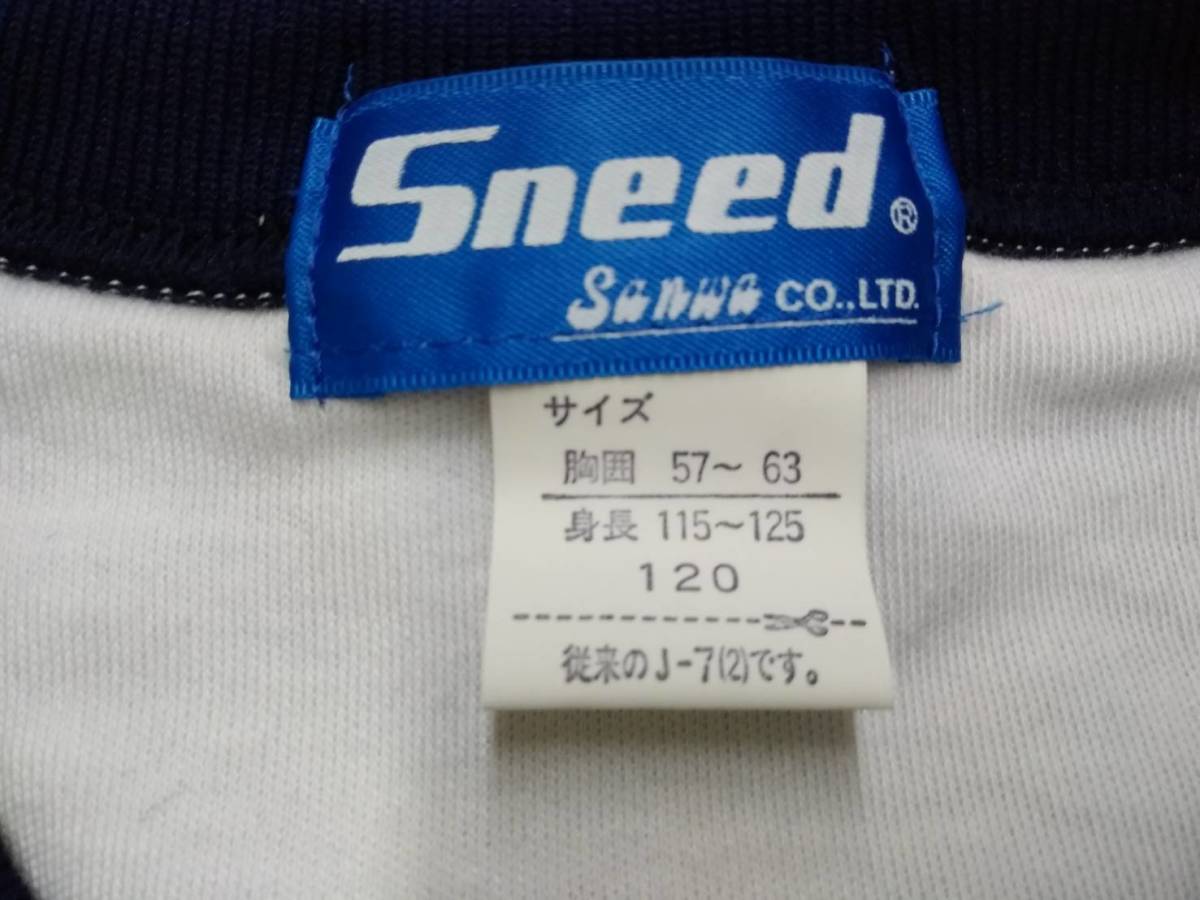 Sneed®
Sanwa CO.,LTD.
サイズ
胸囲 57〜 63
身長 115〜125
120
従来のJ-7(2)です。